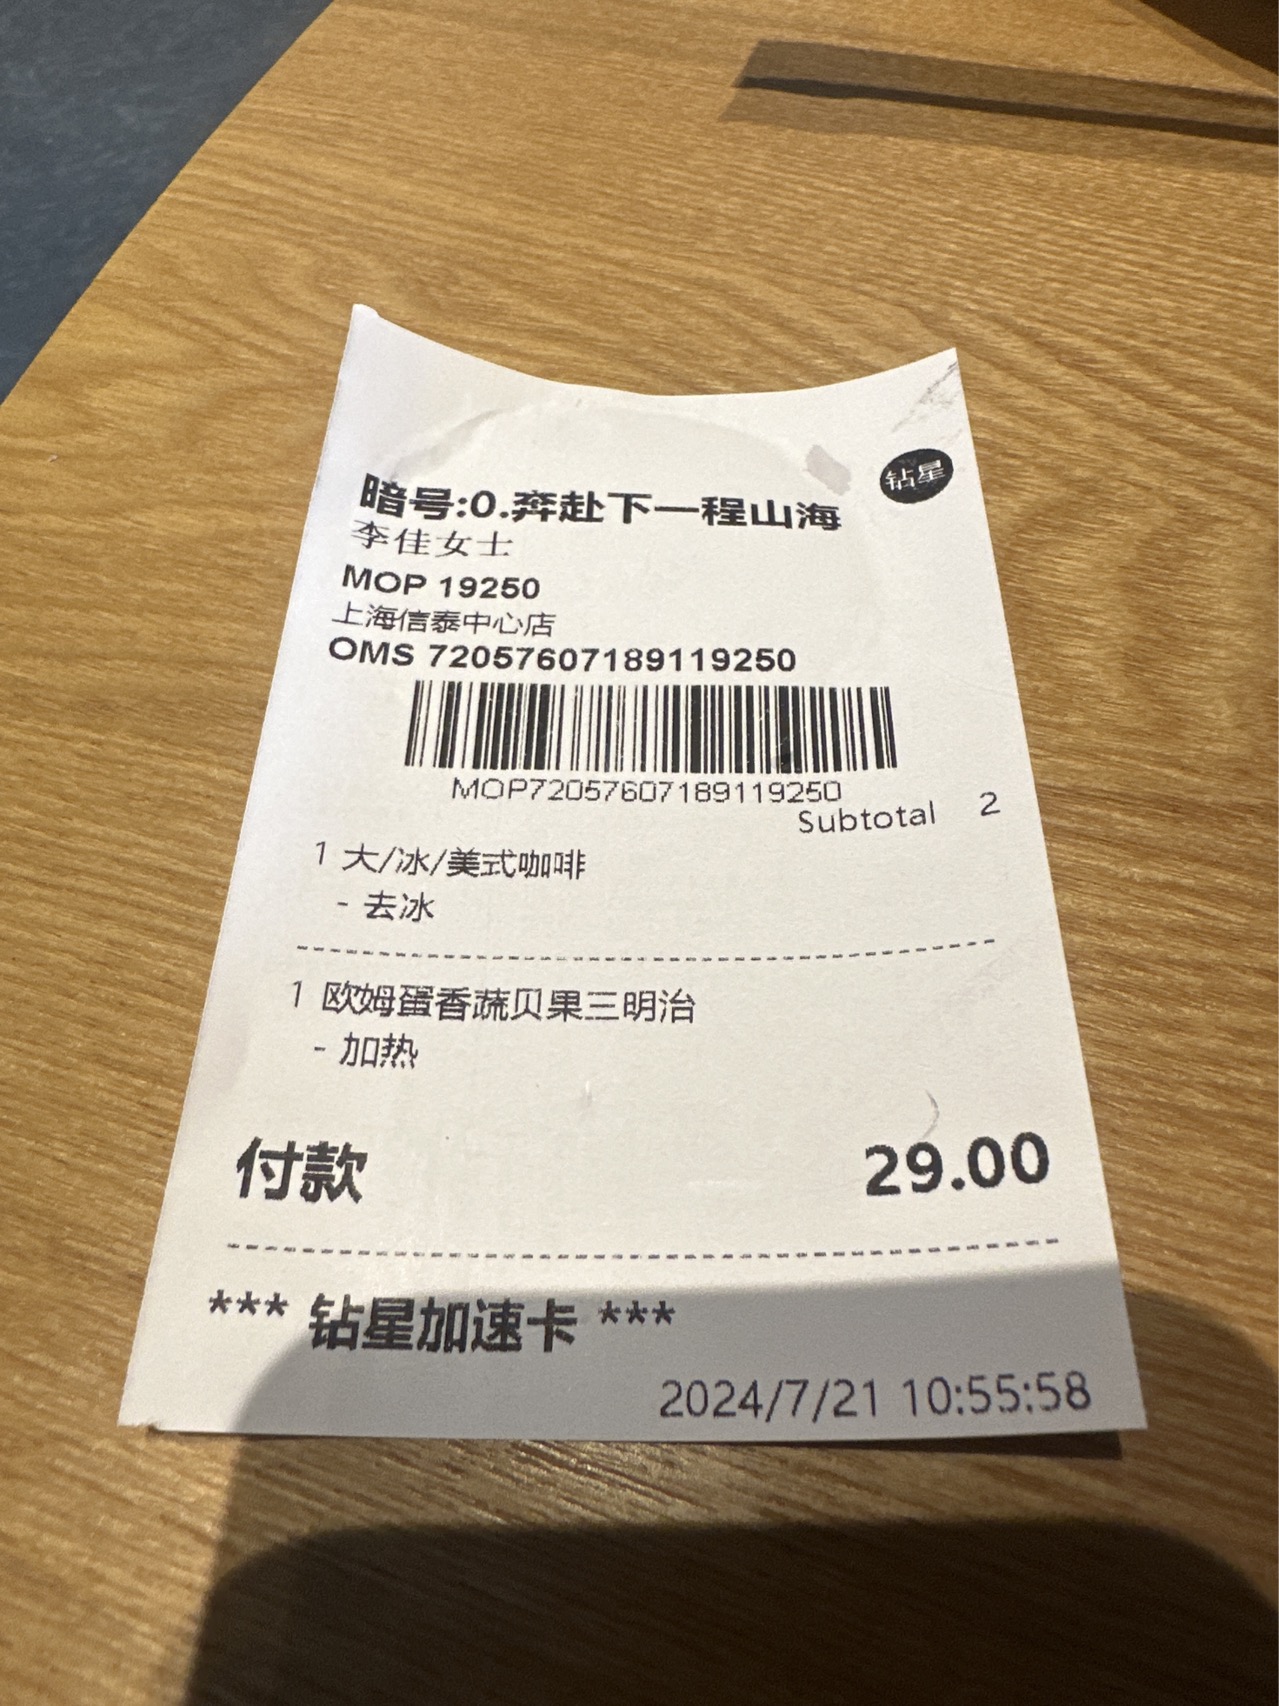 钻星
暗号:0.奔赴下一程山海
李佳女士
MOP 19250
上海信泰中心店
OMS 72057607189119250
MOP72057607189119250
Subtotal 2
1 大/冰/美式咖啡
- 去冰
1 欧姆蛋香蔬贝果三明治
- 加热
付款 29.00
*** 钻星加速卡 ***
2024/7/21 10:55:58